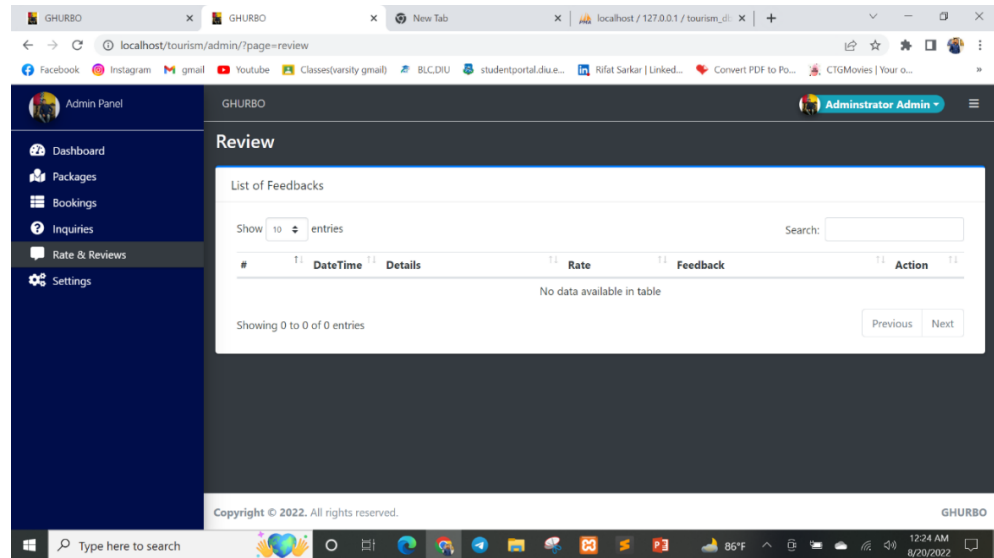 GHURBO
GHURBO
New Tab
localhost / 127.0.0.1 / tourism_d
localhost/tourism/admin/?page=review
Facebook Instagram gmail Youtube Classes(varsity gmail) BLC,DIU studentportal.diu.e... Rifat Sarkar | Linked... Convert PDF to Po... CTGMovies | Your o... »
Admin Panel
GHURBO
Adminstrator Admin
Dashboard
Packages
Bookings
Inquiries
Rate & Reviews
Settings
Review
List of Feedbacks
Show 10 entries
Search:
# DateTime Details Rate Feedback Action
No data available in table
Showing 0 to 0 of 0 entries
Previous Next
Copyright © 2022. All rights reserved.
GHURBO
Type here to search
86°F
12:24 AM
8/20/2022